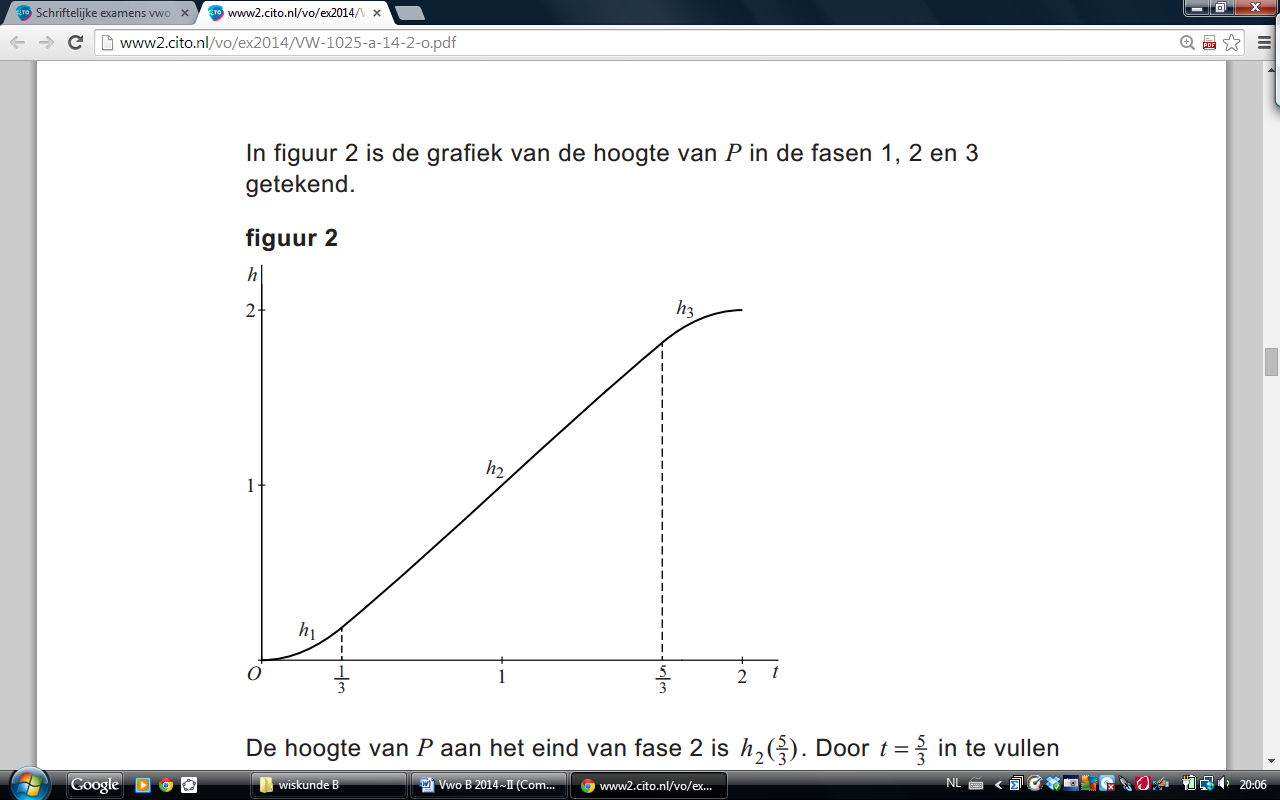 Schriftelijke examens vwo
www2.cito.nl/vo/ex2014/V
www2.cito.nl/vo/ex2014/VW-1025-a-14-2-o.pdf
In figuur 2 is de grafiek van de hoogte van P in de fasen 1, 2 en 3
getekend.
figuur 2
h
2
h3
h2
1
h1
O
1/3
1
5/3
2
t
De hoogte van P aan het eind van fase 2 is h2(5/3). Door t = 5/3 in te vullen
Google
wiskunde B
Vwo B 2014~II (Com...
www2.cito.nl/vo/ex...
NL
20:06